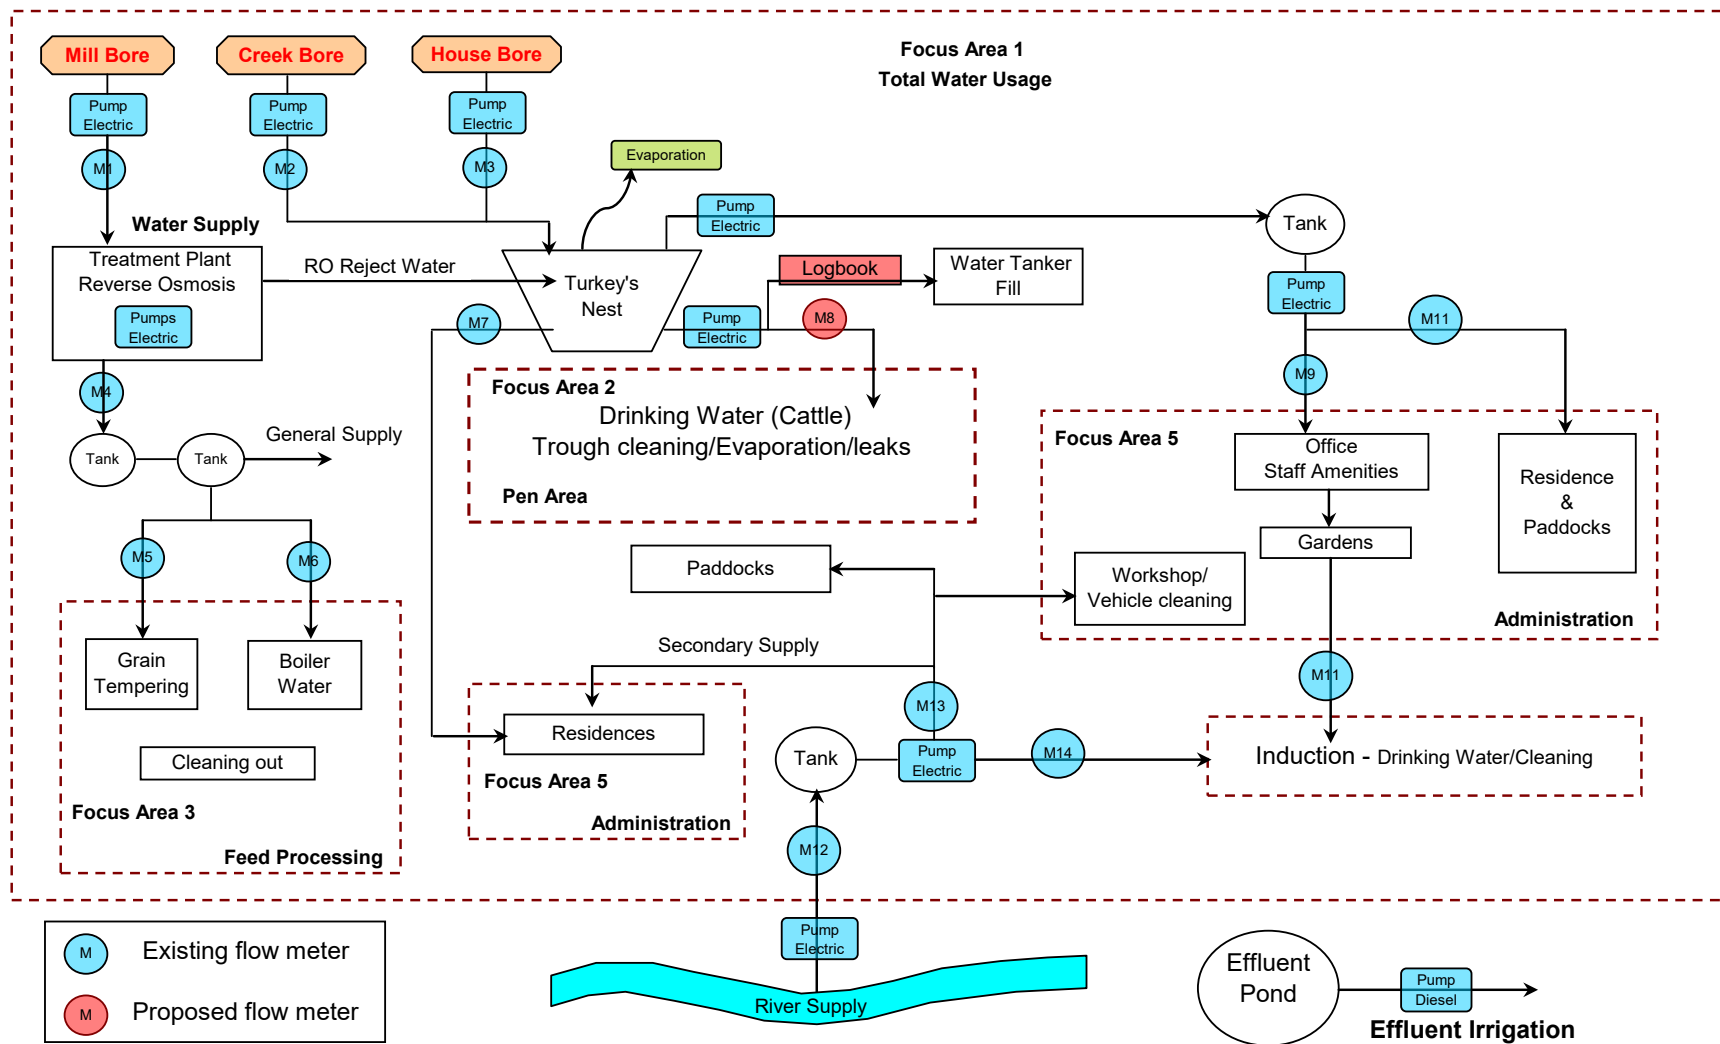 Focus Area 1
Total Water Usage
Mill Bore
Creek Bore
House Bore
Pump
Electric
Pump
Electric
Pump
Electric
M1
M2
M3
Evaporation
Pump
Electric
Tank
Water Supply
Treatment Plant
Reverse Osmosis
Pumps
Electric
RO Reject Water
Turkey's
Nest
Logbook
Water Tanker
Fill
Pump
Electric
M7
Pump
Electric
M8
M11
M4
M9
Focus Area 2
Drinking Water (Cattle)
Trough cleaning/Evaporation/leaks
Pen Area
General Supply
Tank
Tank
Focus Area 5
Office
Staff Amenities
Residence
&
Paddocks
Gardens
M5
M6
Paddocks
Workshop/
Vehicle cleaning
Administration
Secondary Supply
Grain
Tempering
Boiler
Water
Cleaning out
Focus Area 3
Feed Processing
Residences
Focus Area 5
Administration
M13
M11
Tank
Pump
Electric
M14
Induction - Drinking Water/Cleaning
M12
Pump
Electric
River Supply
M
Existing flow meter
M
Proposed flow meter
Effluent
Pond
Pump
Diesel
Effluent Irrigation